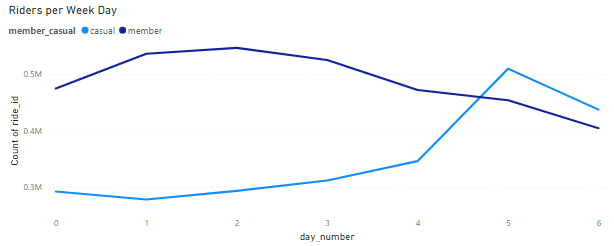 Riders per Week Day
member_casual casual member
Count of ride_id
0.5M
0.4M
0.3M
0 1 2 3 4 5 6
day_number